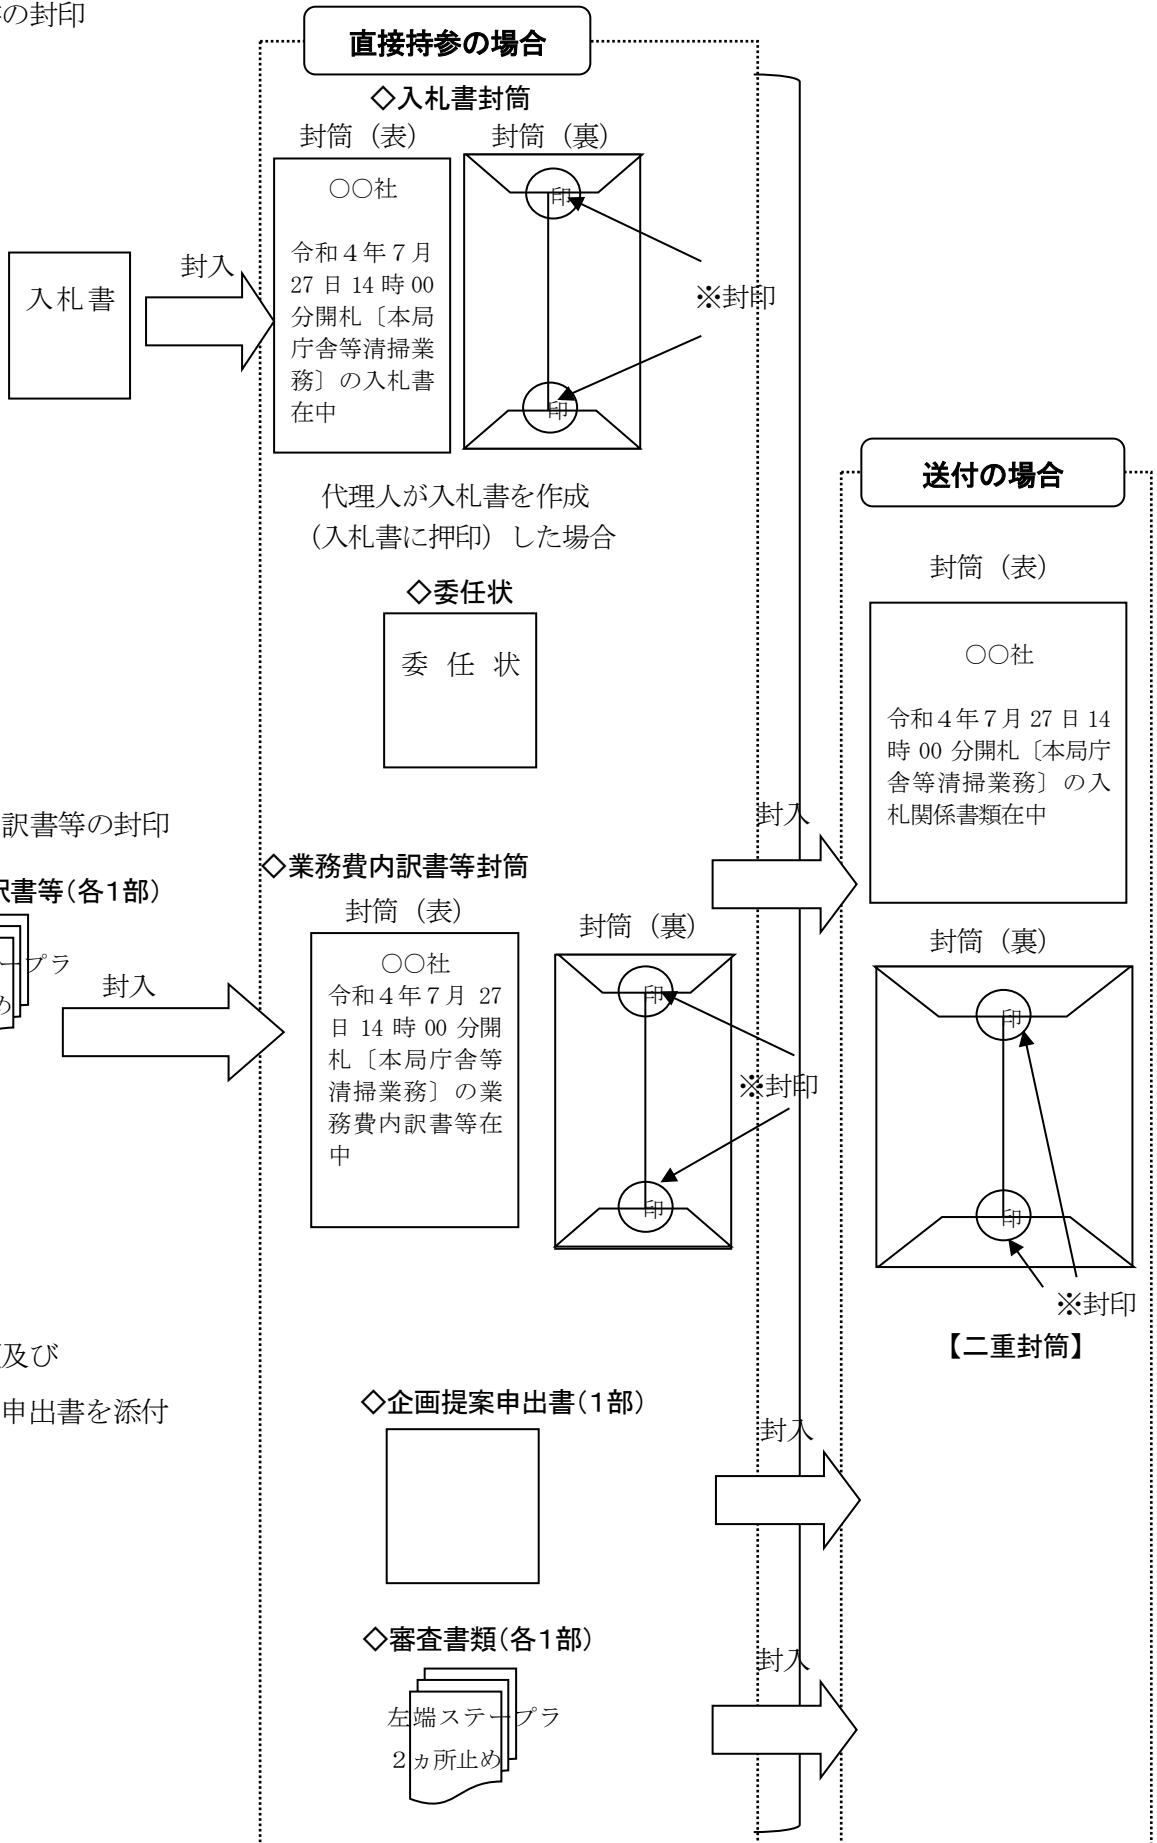 の封印
直接持参の場合
◇入札書封筒
封筒（表）
封筒（裏）
○○社
令和４年７月
27 日 14 時 00
分開札〔本局
庁舎等清掃業
務〕の入札書
在中
印
印
※封印
入札書
封入
代理人が入札書を作成
（入札書に押印）した場合
◇委任状
委 任 状
訳書等の封印
書等（各１部）
ープラ
め
封入
◇業務費内訳書等封筒
封筒（表）
封筒（裏）
○○社
令和４年７月 27
日 14 時 00 分開
札〔本局庁舎等
清掃業務〕の業
務費内訳書等在
中
印
印
※封印
及び
申出書を添付
◇企画提案申出書（１部）
◇審査書類（各１部）
左端ステープラ
２ヵ所止め
封入
封入
封入
送付の場合
封筒（表）
○○社
令和４年７月 27 日 14
時 00 分開札〔本局庁
舎等清掃業務〕の入
札関係書類在中
封筒（裏）
印
印
※封印
【二重封筒】